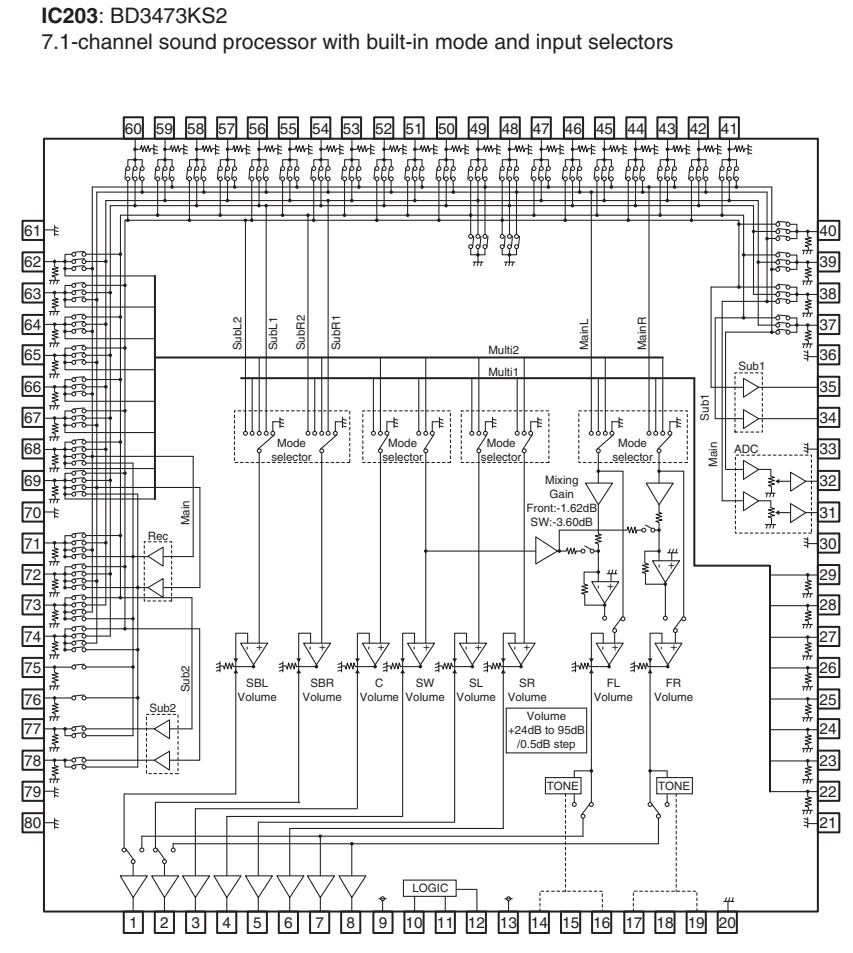 IC203: BD3473KS2
7.1-channel sound processor with built-in mode and input selectors
60 59 58 57 56 55 54 53 52 51 50 49 48 47 46 45 44 43 42 41
61
62
63
64
65
66
67
68
69
70
71
72
73
74
75
76
77
78
79
80
40
39
38
37
36
35
34
33
32
31
30
29
28
27
26
25
24
23
22
21
SubL2
SubL1
SubR2
SubR1
MainL
MainR
Multi2
Multi1
Sub1
Sub1
Main
ADC
Mode
selector
Mode
selector
Mode
selector
Mode
selector
Mixing
Gain
Front:-1.62dB
SW:-3.60dB
Main
Rec
Sub2
Sub2
SBL
Volume
SBR
Volume
C
Volume
SW
Volume
SL
Volume
SR
Volume
FL
Volume
FR
Volume
Volume
+24dB to 95dB
/0.5dB step
TONE
TONE
LOGIC
1 2 3 4 5 6 7 8 9 10 11 12 13 14 15 16 17 18 19 20